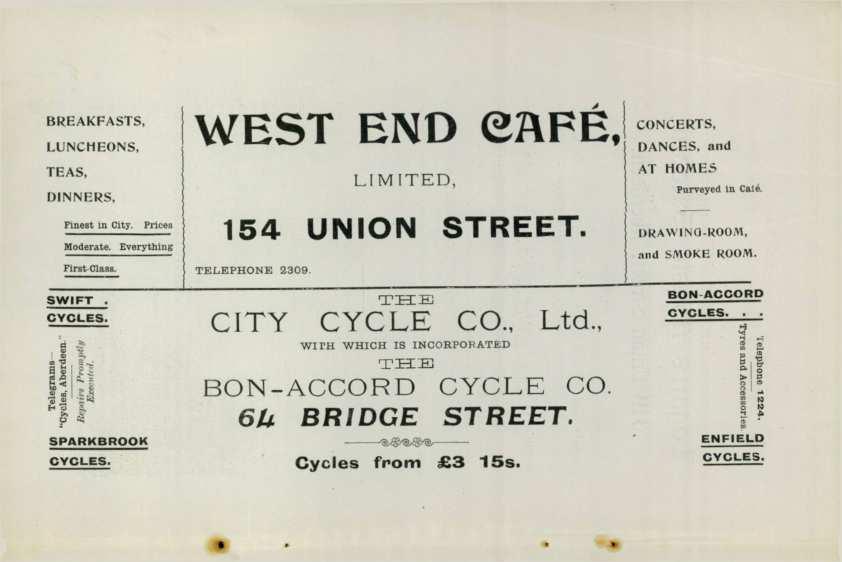 BREAKFASTS,
LUNCHEONS,
TEAS,
DINNERS,
Finest in City. Prices
Moderate. Everything
First-Class.
WEST END CAFÉ,
LIMITED,
154 UNION STREET.
TELEPHONE 2309.
CONCERTS,
DANCES, and
AT HOMES
Purveyed in Café.
DRAWING-ROOM,
and SMOKE ROOM.
SWIFT .
CYCLES.
Telegrams—
"Cycles, Aberdeen."
Repairs Promptly
Executed.
SPARKBROOK
CYCLES.
THE
CITY CYCLE CO., Ltd.,
WITH WHICH IS INCORPORATED
THE
BON-ACCORD CYCLE CO.
64 BRIDGE STREET.
Cycles from £3 15s.
BON-ACCORD
CYCLES. . .
Telephone 1224.
Tyres and Accessories.
ENFIELD
CYCLES.